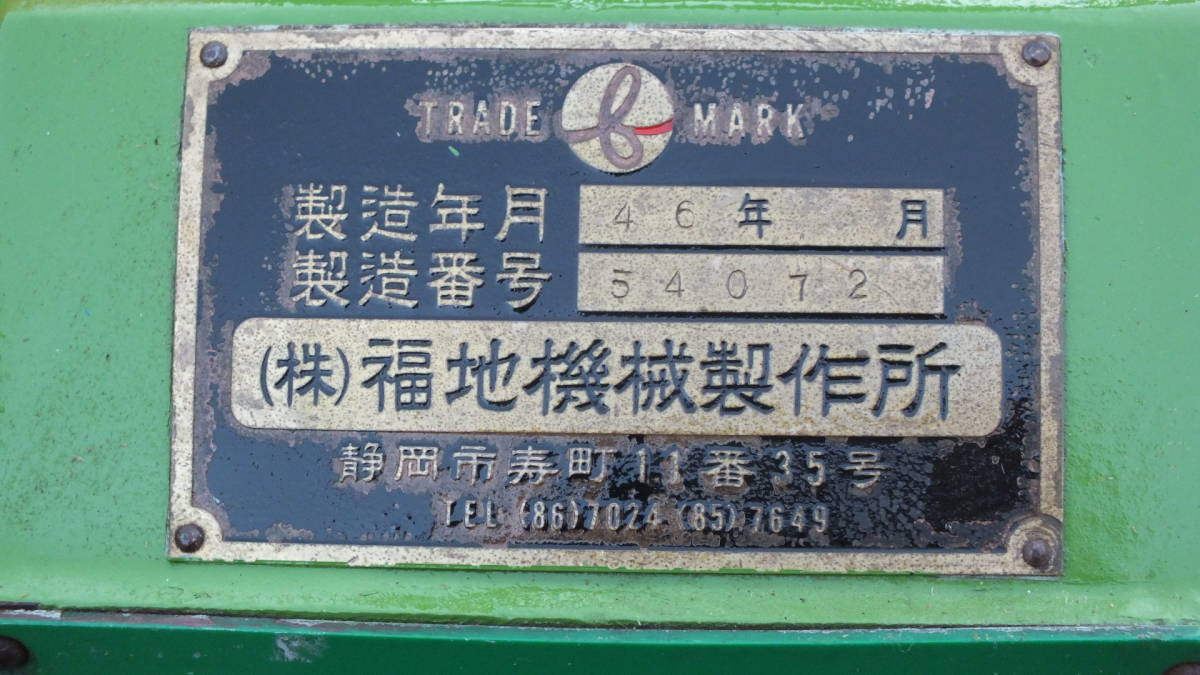 TRADE MARK
製造年月 46年 月
製造番号 54072
(株)福地機械製作所
静岡市寿町11番35号
TEL (86)7024 (85)7649